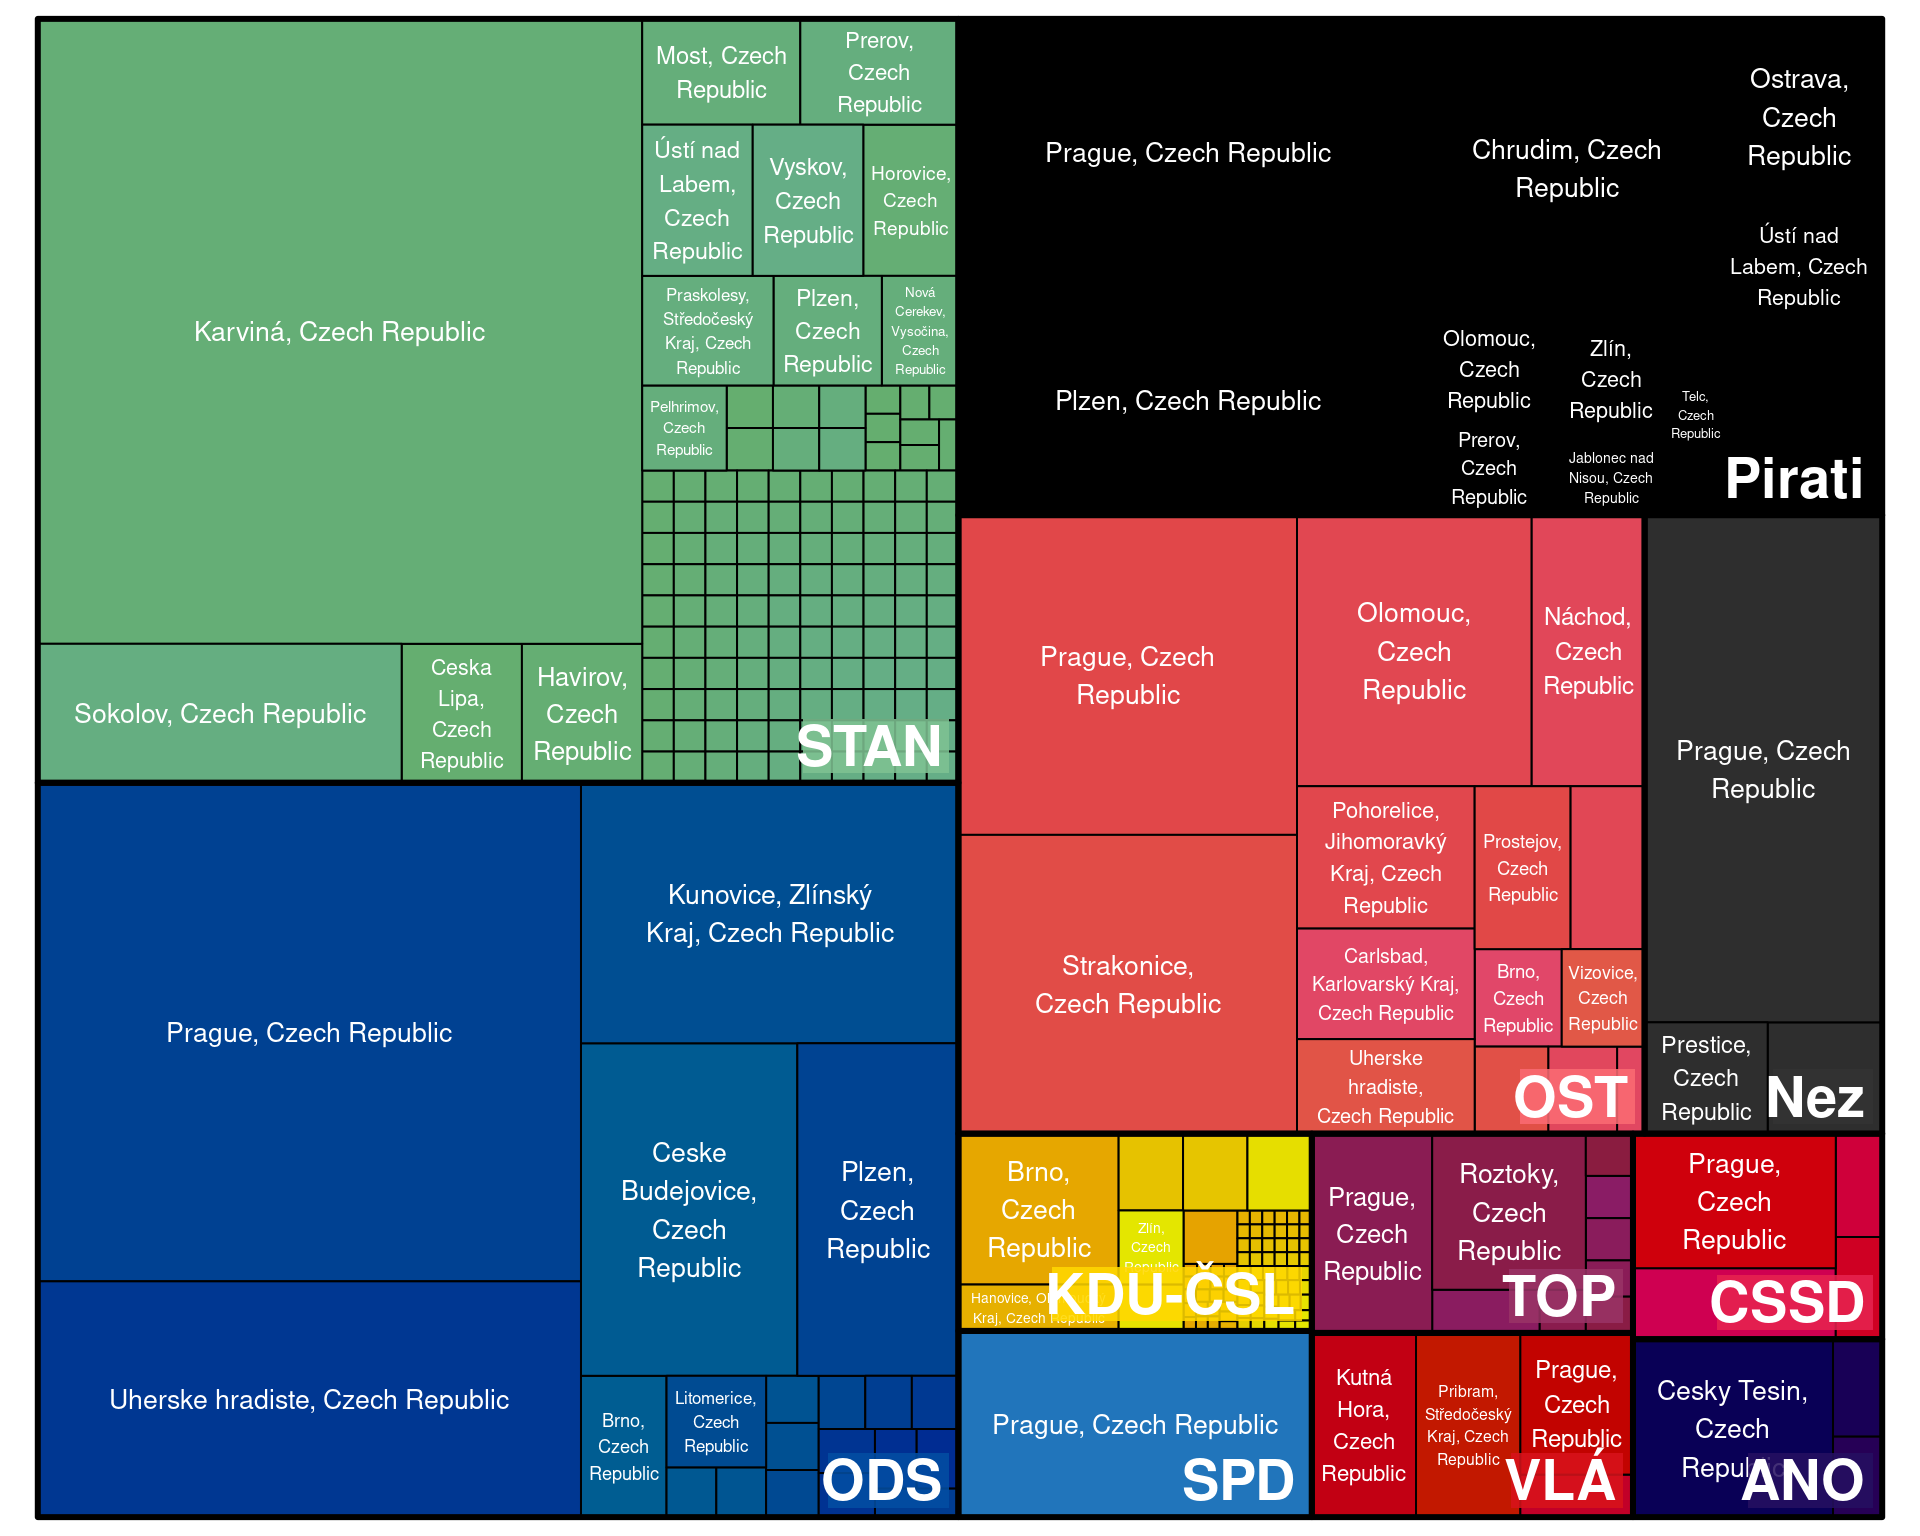 Karviná, Czech Republic
Sokolov, Czech Republic
Ceska
Lipa,
Czech
Republic
Havirov,
Czech
Republic
Most, Czech
Republic
Prerov,
Czech
Republic
Ústí nad
Labem,
Czech
Republic
Vyskov,
Czech
Republic
Horovice,
Czech
Republic
Praskolesy,
Středočeský
Kraj, Czech
Republic
Plzen,
Czech
Republic
Nová
Cerekev,
Vysočina,
Czech
Republic
Pelhrimov,
Czech
Republic
STAN
Prague, Czech Republic
Plzen, Czech Republic
Chrudim, Czech
Republic
Ostrava,
Czech
Republic
Ústí nad
Labem, Czech
Republic
Olomouc,
Czech
Republic
Zlín,
Czech
Republic
Telc,
Czech
Republic
Prerov,
Czech
Republic
Jablonec nad
Nisou, Czech
Republic
Pirati
Prague, Czech Republic
Uherske hradiste, Czech Republic
Kunovice, Zlínský
Kraj, Czech Republic
Ceske
Budejovice,
Czech
Republic
Plzen,
Czech
Republic
Brno,
Czech
Republic
Litomerice,
Czech
Republic
ODS
Prague, Czech
Republic
Strakonice,
Czech Republic
Olomouc,
Czech
Republic
Náchod,
Czech
Republic
Pohorelice,
Jihomoravký
Kraj, Czech
Republic
Prostejov,
Czech
Republic
Carlsbad,
Karlovarský Kraj,
Czech Republic
Brno,
Czech
Republic
Vizovice,
Czech
Republic
Uherske
hradiste,
Czech Republic
OST
Prague, Czech
Republic
Prestice,
Czech
Republic
Nez
Brno,
Czech
Republic
Zlín,
Czech
Republic
Hanovice,
Kraj, Czech Republic
KDU-ČSL
Prague,
Czech
Republic
Roztoky,
Czech
Republic
TOP
Prague,
Czech
Republic
CSSD
Prague, Czech Republic
SPD
Kutná
Hora,
Czech
Republic
Pribram,
Středočeský
Kraj, Czech
Republic
Prague,
Czech
Republic
VLÁ
Cesky Tesin,
Czech
Republic
ANO